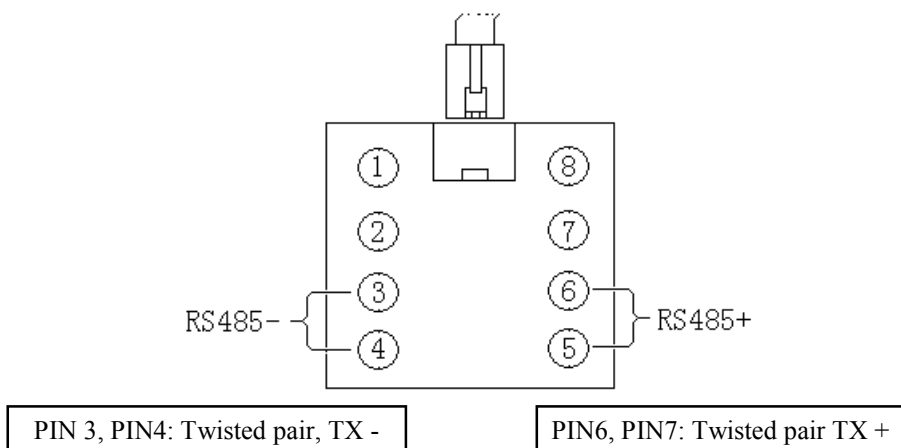 1
8
2
7
3
6
RS485-
RS485+
4
5
PIN 3, PIN4: Twisted pair, TX -
PIN6, PIN7: Twisted pair TX +